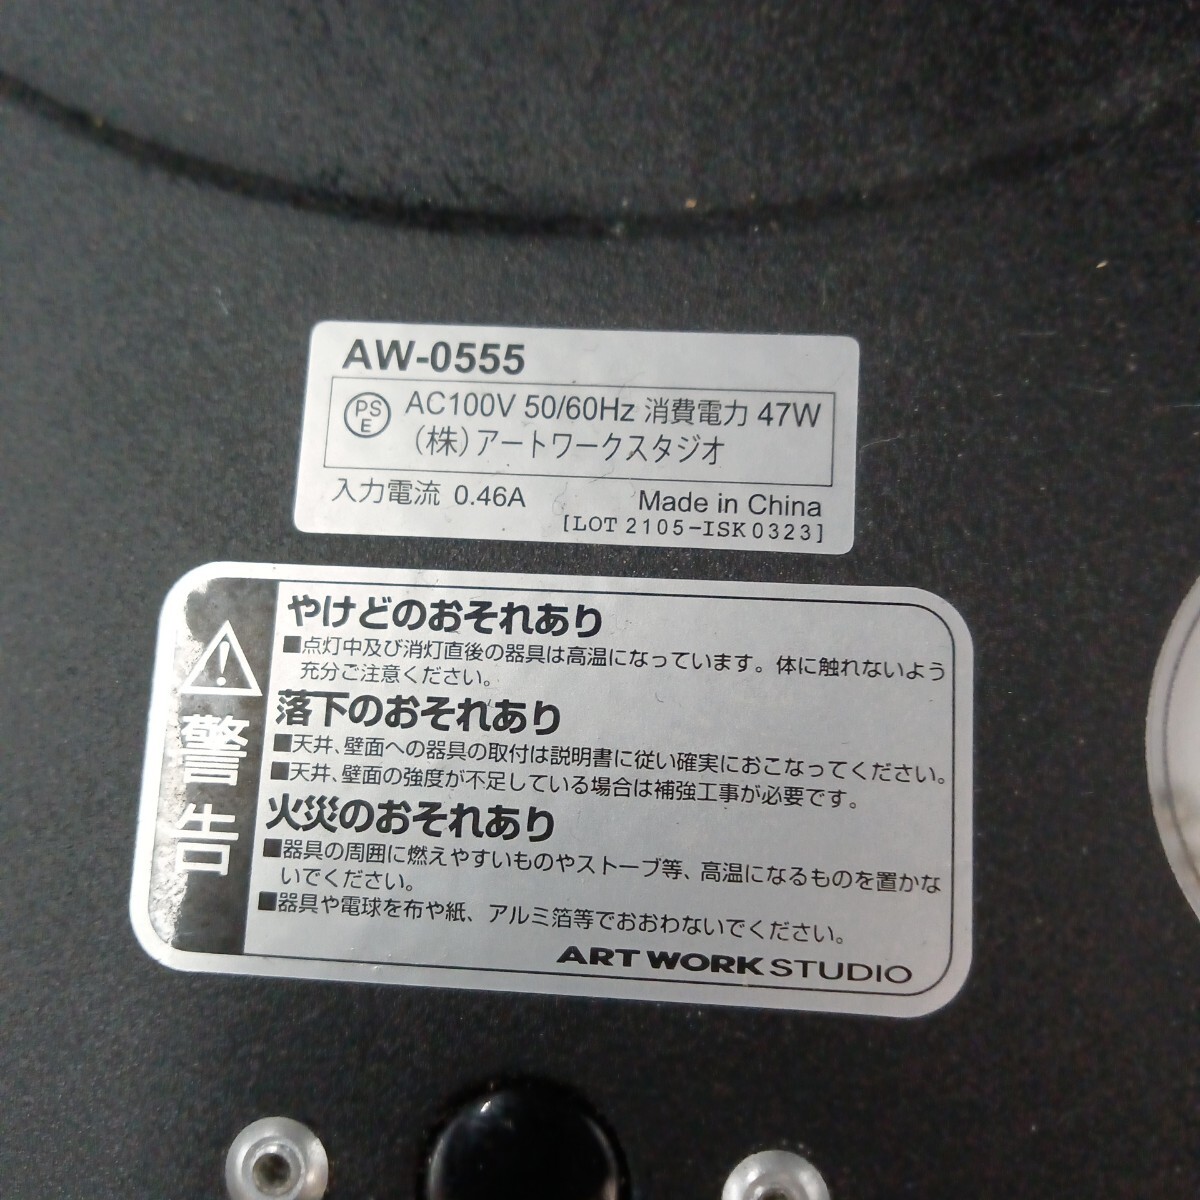 AW-0555
PS
E
AC100V 50/60Hz 消費電力 47W
(株)アートワークスタジオ
入力電流 0.46A
Made in China
[LOT 2105-ISK0323]
警告
やけどのおそれあり
■点灯中及び消灯直後の器具は高温になっています。体に触れないよう
充分ご注意ください。
落下のおそれあり
■天井、壁面への器具の取付は説明書に従い確実におこなってください。
■天井、壁面の強度が不足している場合は補強工事が必要です。
火災のおそれあり
■器具の周囲に燃えやすいものやストーブ等、高温になるものを置かな
いでください。
■器具や電球を布や紙、アルミ箔等でおおわないでください。
ART WORK STUDIO